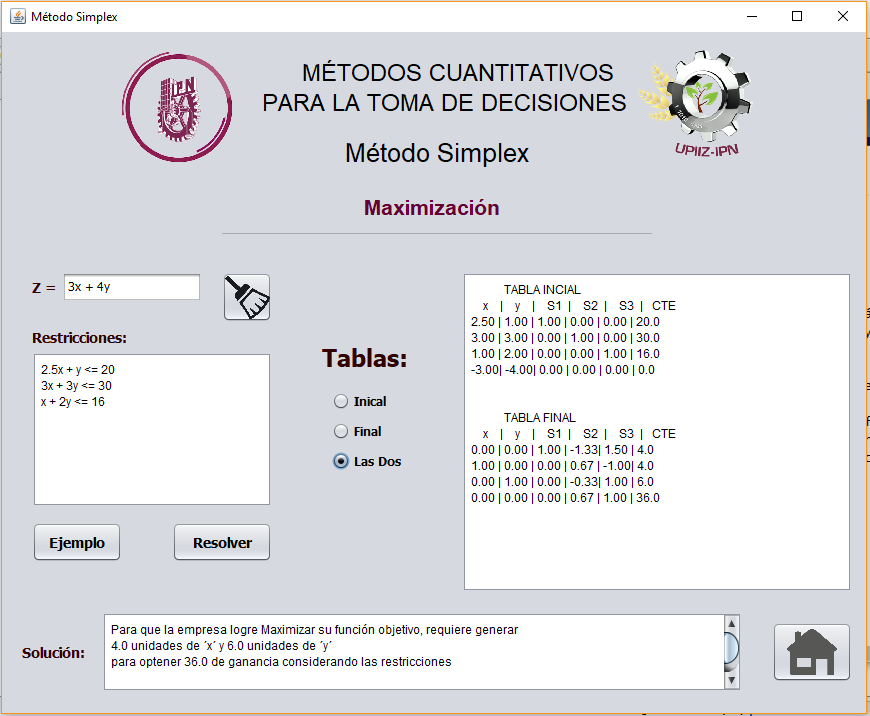 Método Simplex
MÉTODOS CUANTITATIVOS
PARA LA TOMA DE DECISIONES
Método Simplex
IPN
UPIIZ-IPN
Maximización
Z = 3x + 4y
Restricciones:
2.5x + y <= 20
3x + 3y <= 30
x + 2y <= 16
Ejemplo
Resolver
Tablas:
Inical
Final
Las Dos
TABLA INCIAL
x | y | S1 | S2 | S3 | CTE
2.50 | 1.00 | 1.00 | 0.00 | 0.00 | 20.0
3.00 | 3.00 | 0.00 | 1.00 | 0.00 | 30.0
1.00 | 2.00 | 0.00 | 0.00 | 1.00 | 16.0
-3.00| -4.00| 0.00 | 0.00 | 0.00 | 0.0
TABLA FINAL
x | y | S1 | S2 | S3 | CTE
0.00 | 0.00 | 1.00 | -1.33| 1.50 | 4.0
1.00 | 0.00 | 0.00 | 0.67 | -1.00| 4.0
0.00 | 1.00 | 0.00 | -0.33| 1.00 | 6.0
0.00 | 0.00 | 0.00 | 0.67 | 1.00 | 36.0
Solución:
Para que la empresa logre Maximizar su función objetivo, requiere generar
4.0 unidades de ´x´ y 6.0 unidades de ´y´
para optener 36.0 de ganancia considerando las restricciones